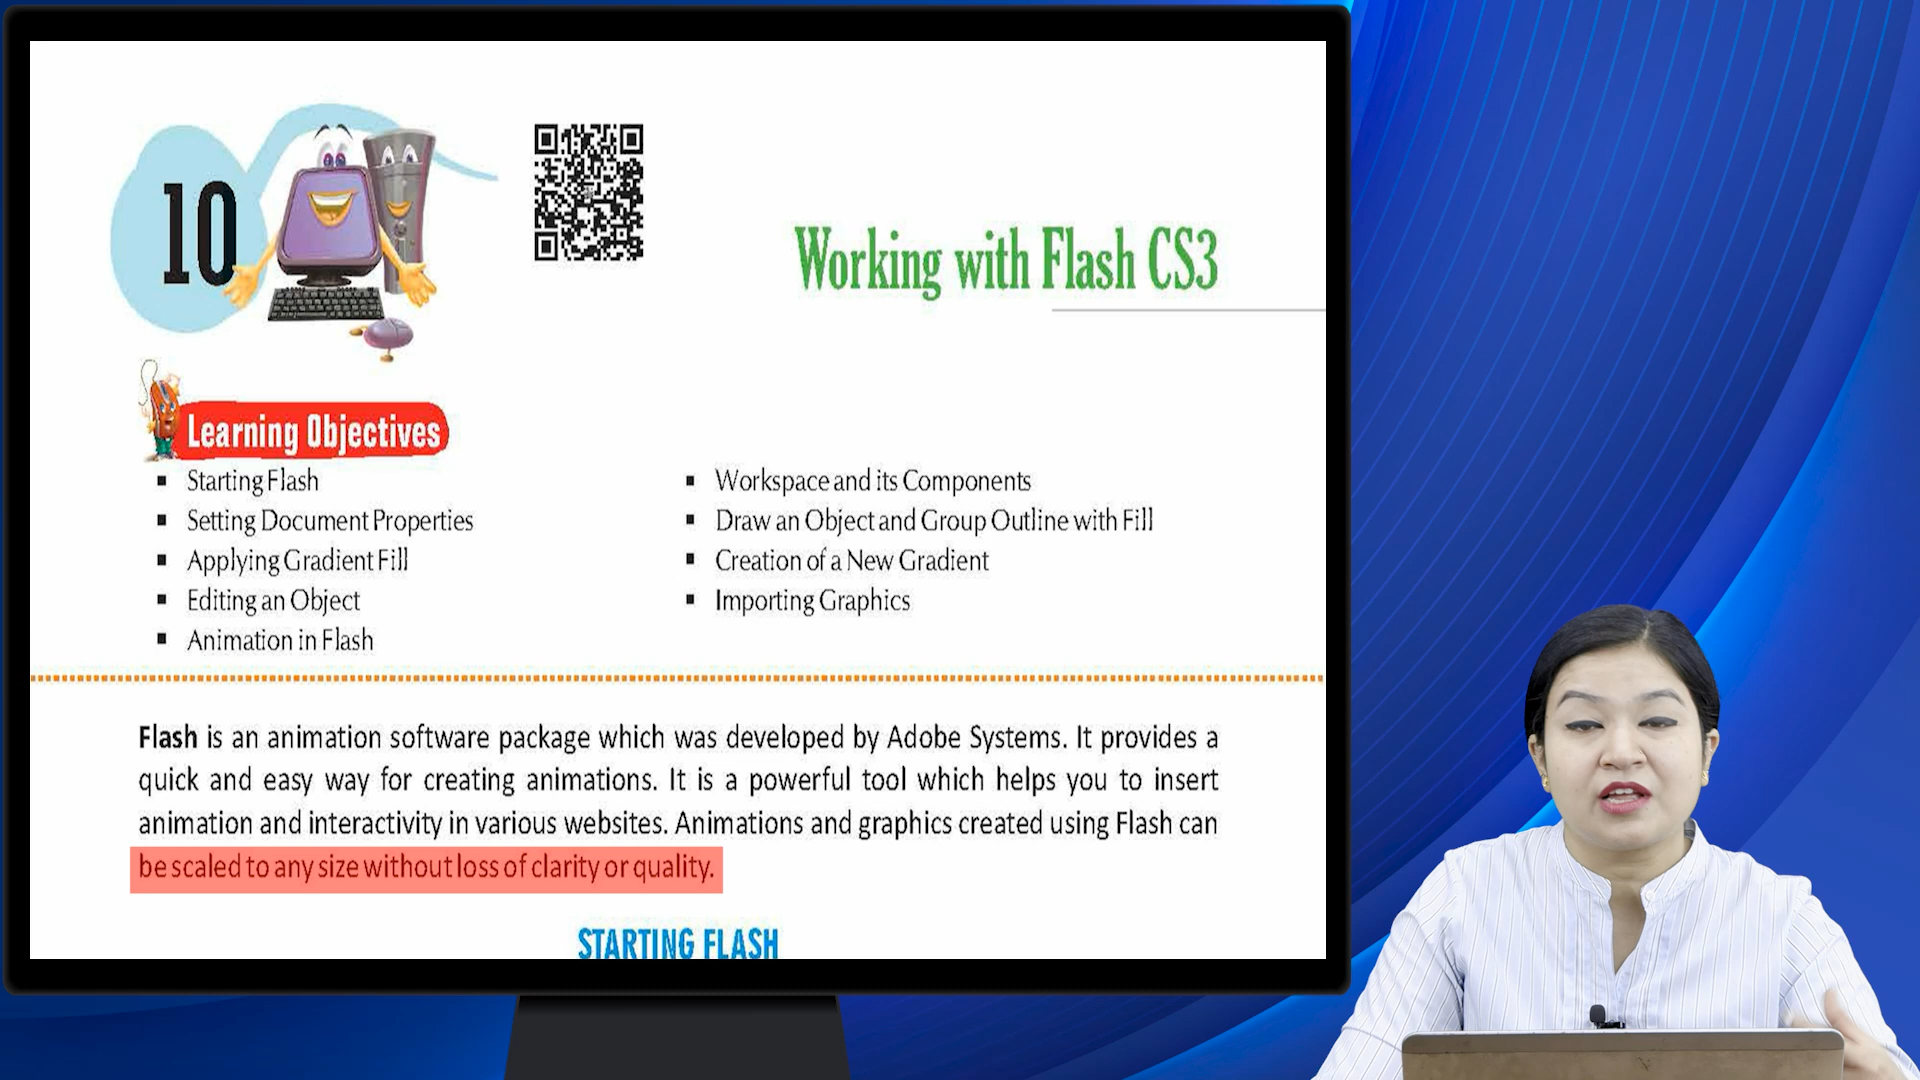 10
Working with Flash CS3
Learning Objectives
▪ Starting Flash
▪ Setting Document Properties
▪ Applying Gradient Fill
▪ Editing an Object
▪ Animation in Flash
▪ Workspace and its Components
▪ Draw an Object and Group Outline with Fill
▪ Creation of a New Gradient
▪ Importing Graphics
Flash is an animation software package which was developed by Adobe Systems. It provides a
quick and easy way for creating animations. It is a powerful tool which helps you to insert
animation and interactivity in various websites. Animations and graphics created using Flash can
be scaled to any size without loss of clarity or quality.
STARTING FLASH